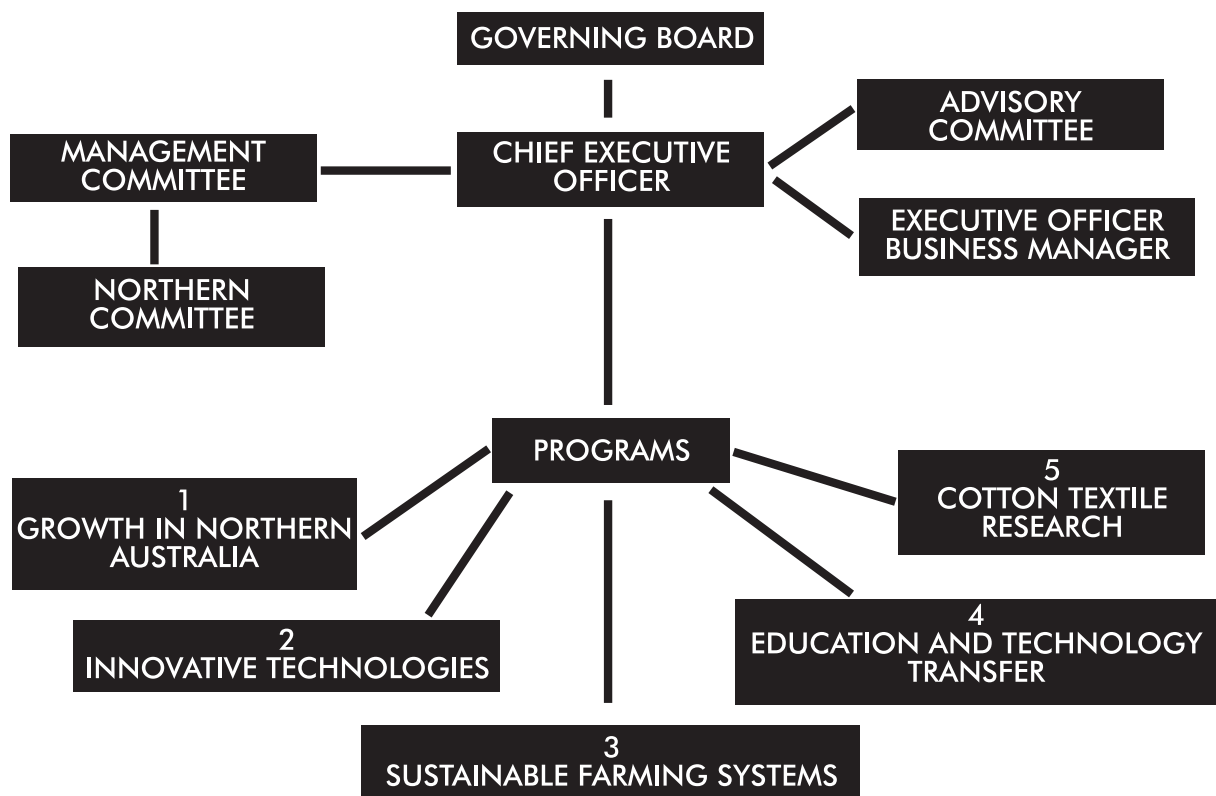 GOVERNING BOARD
ADVISORY
COMMITTEE
MANAGEMENT
COMMITTEE
CHIEF EXECUTIVE
OFFICER
EXECUTIVE OFFICER
BUSINESS MANAGER
NORTHERN
COMMITTEE
PROGRAMS
1
GROWTH IN NORTHERN
AUSTRALIA
2
INNOVATIVE TECHNOLOGIES
3
SUSTAINABLE FARMING SYSTEMS
4
EDUCATION AND TECHNOLOGY
TRANSFER
5
COTTON TEXTILE
RESEARCH